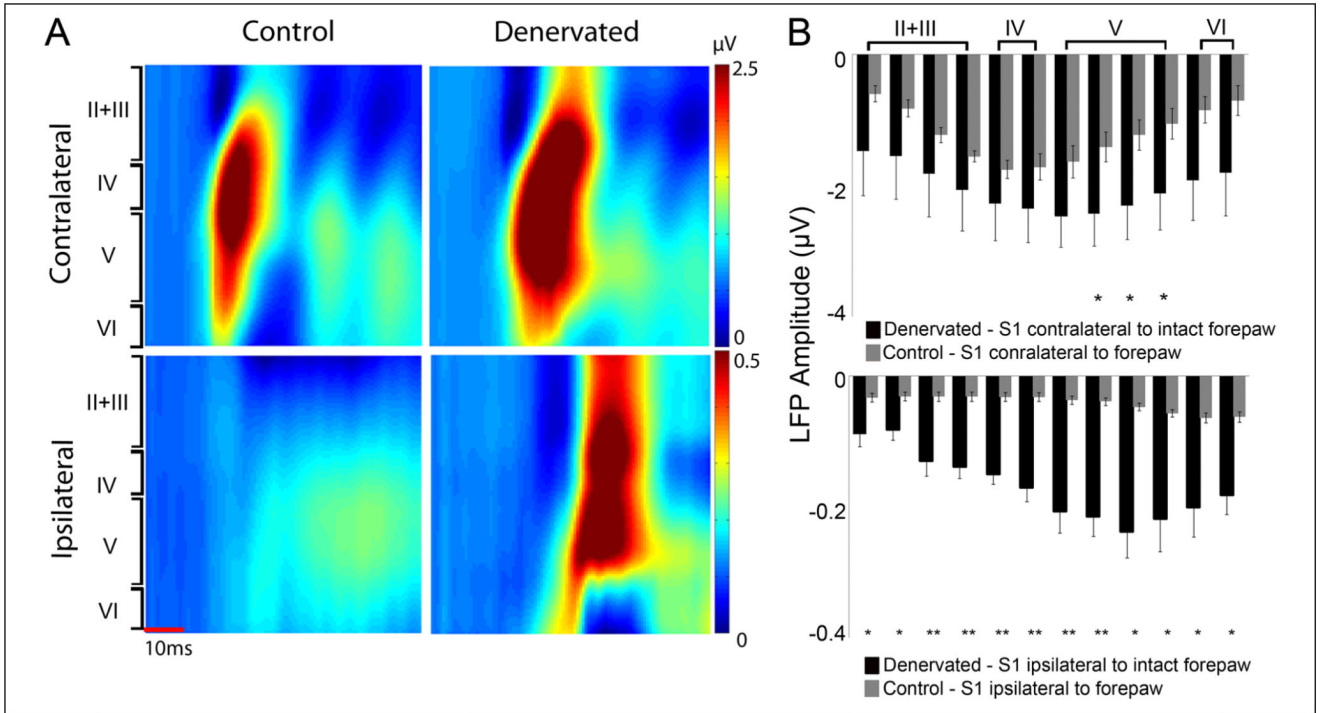 A
Control
Denervated
µV
2.5
0
0.5
0
Contralateral
II+III
IV
V
VI
Ipsilateral
II+III
IV
V
VI
10ms
B
II+III
IV
V
VI
0
-2
-4
* * *
Denervated - S1 contralateral to intact forepaw
Control - S1 conralateral to forepaw
LFP Amplitude (µV)
0
-0.2
-0.4
* * ** ** ** ** ** ** * * * *
Denervated - S1 ipsilateral to intact forepaw
Control - S1 ipsilateral to forepaw